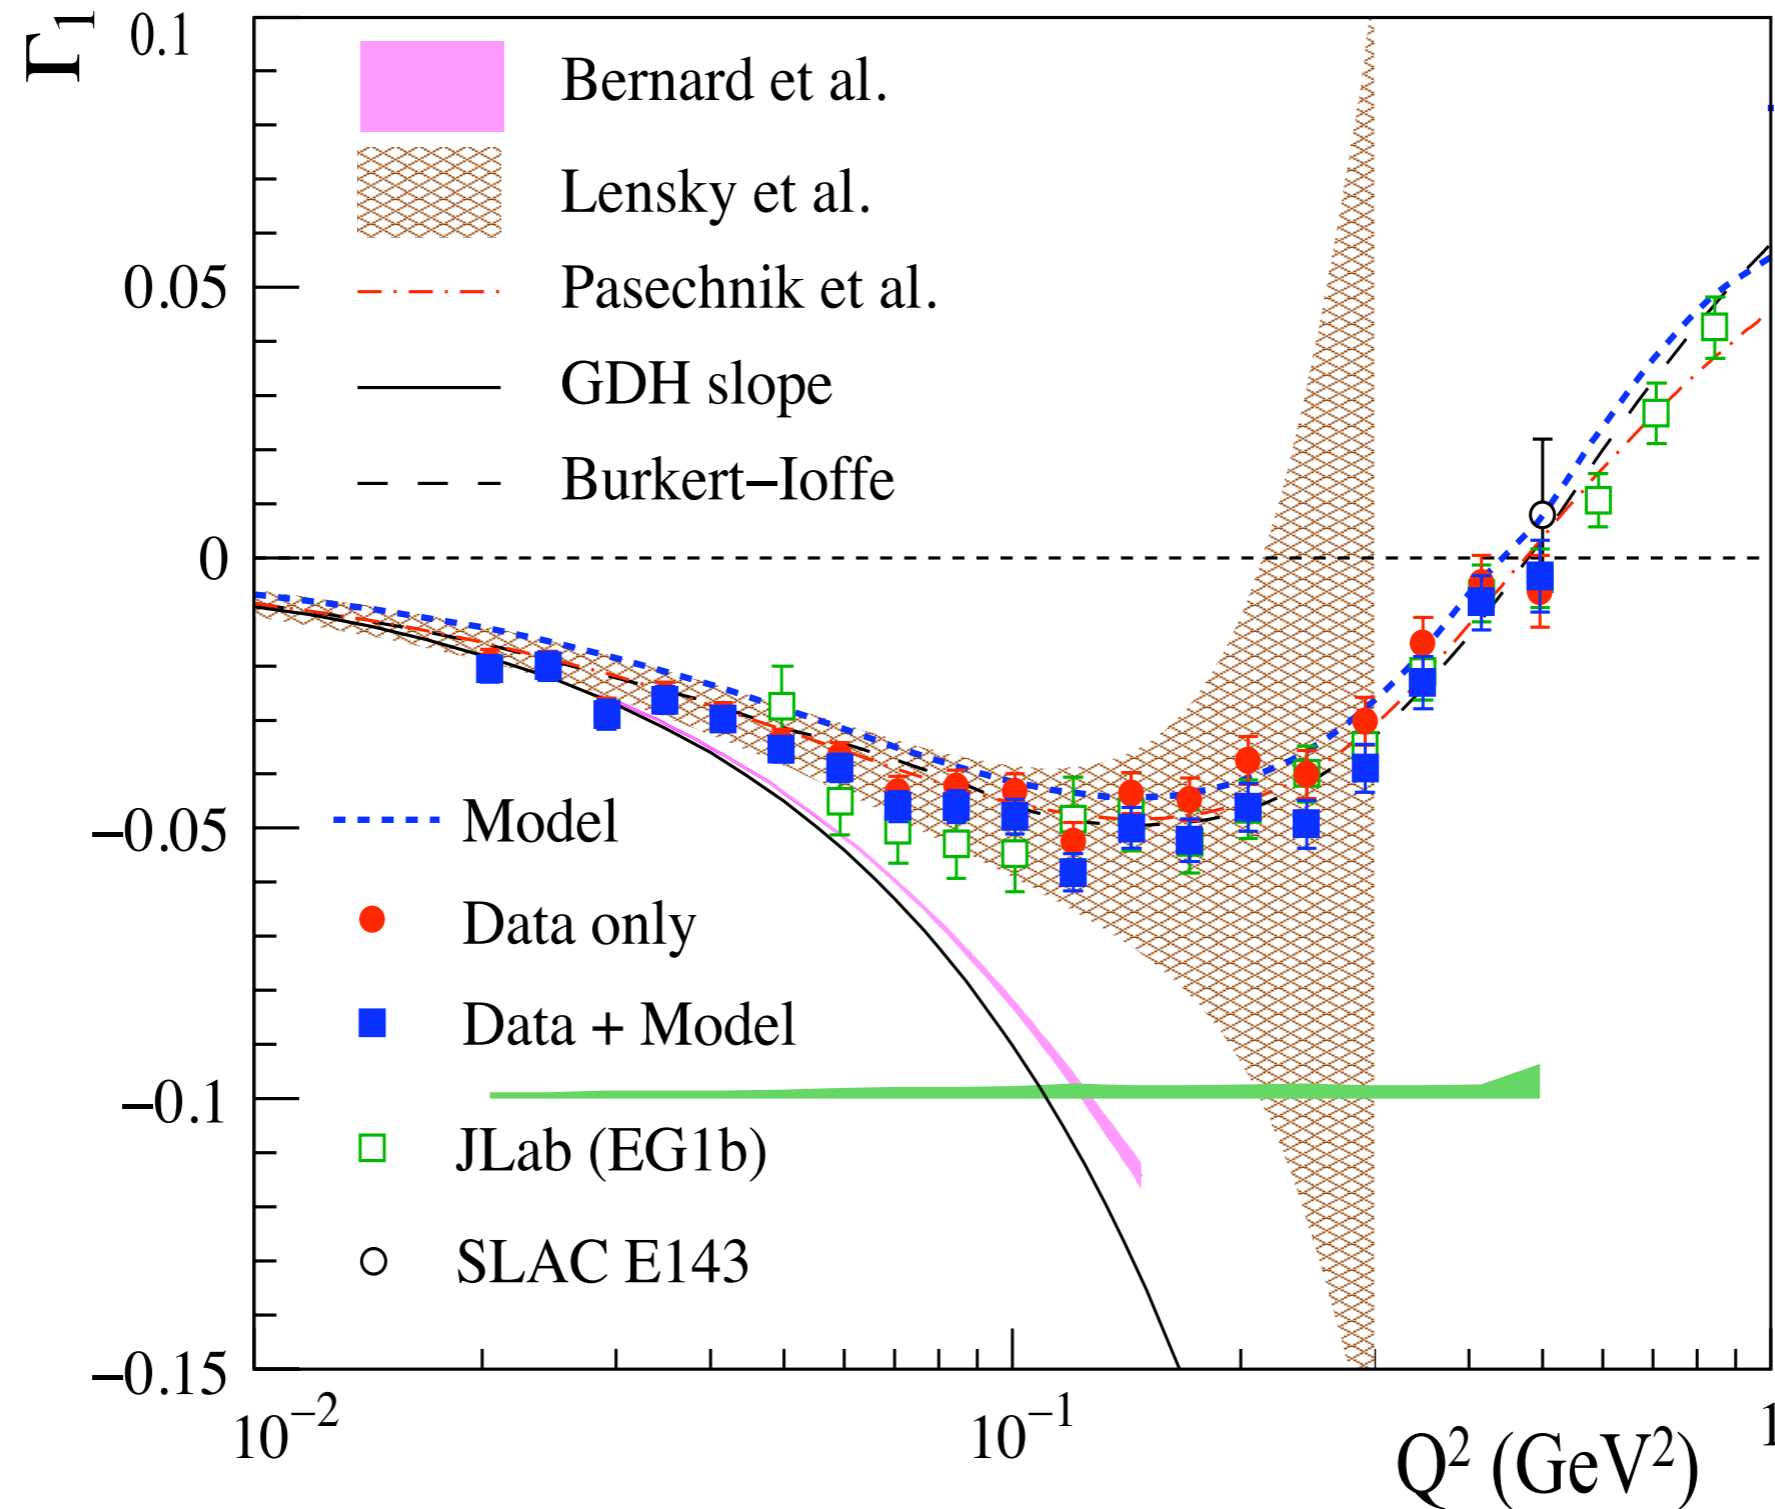 Γ₁
0.1
0.05
0
−0.05
−0.1
−0.15
Bernard et al.
Lensky et al.
Pasechnik et al.
GDH slope
Burkert−Ioffe
Model
Data only
Data + Model
JLab (EG1b)
SLAC E143
10⁻²
10⁻¹
1
Q² (GeV²)